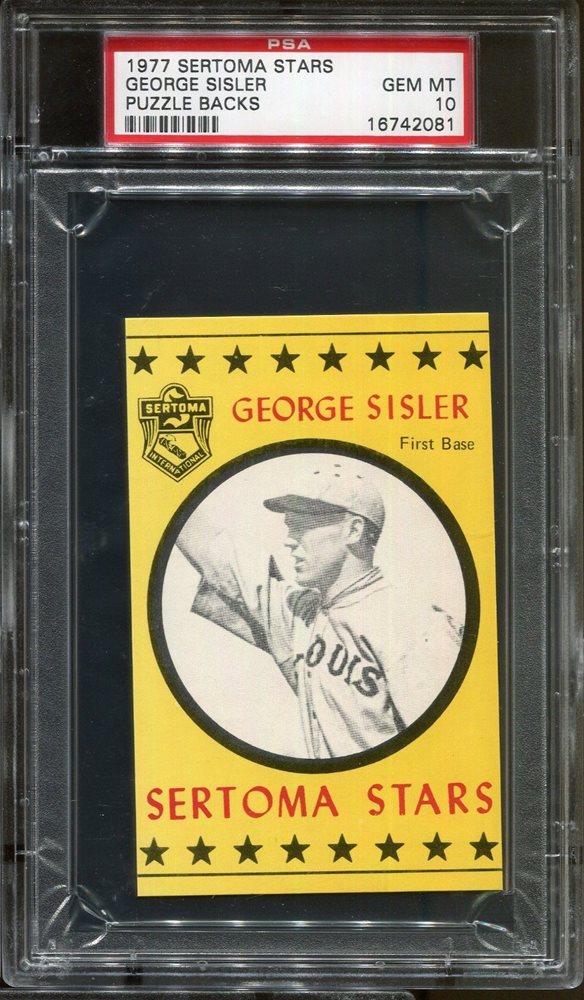 PSA
1977 SERTOMA STARS
GEORGE SISLER GEM MT
PUZZLE BACKS 10
16742081
SERTOMA
INTERNATIONAL
GEORGE SISLER
First Base
LOUIS
SERTOMA STARS